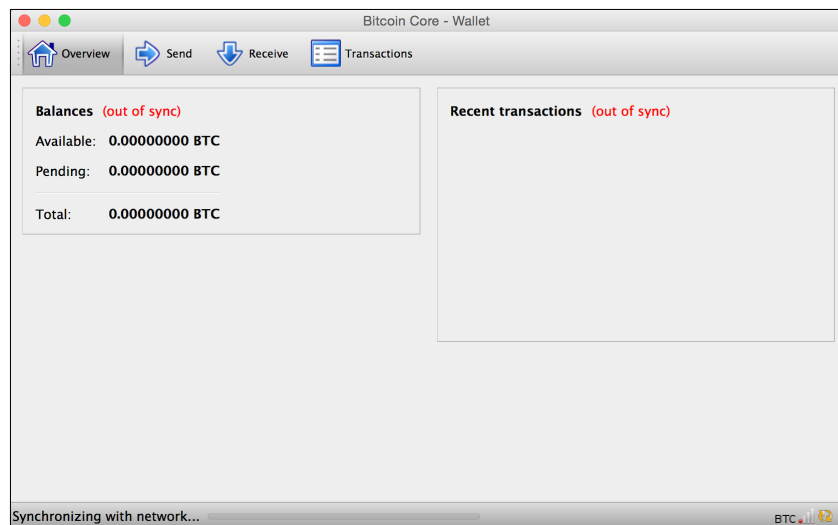 Bitcoin Core - Wallet
Overview Send Receive Transactions
Balances (out of sync)
Available: 0.00000000 BTC
Pending: 0.00000000 BTC
Total: 0.00000000 BTC
Recent transactions (out of sync)
Synchronizing with network...
BTC